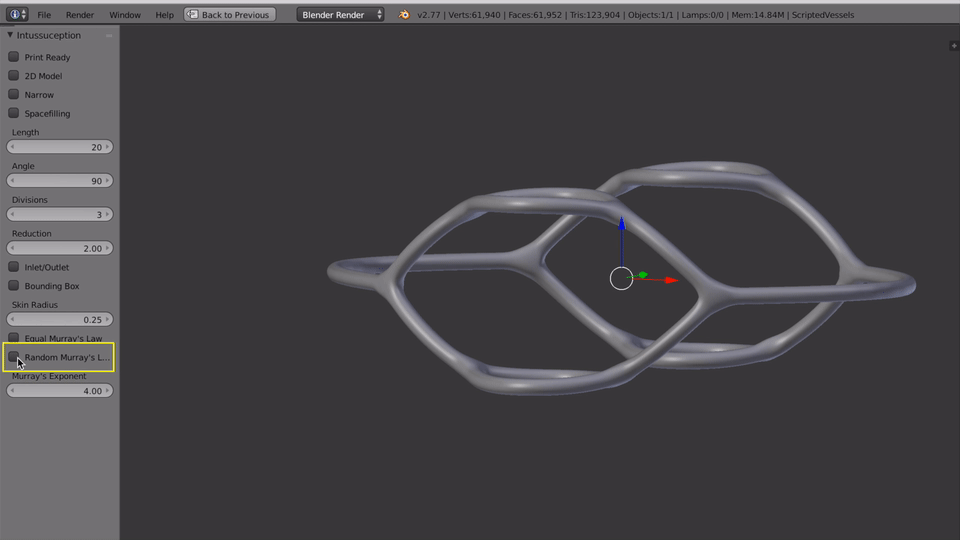 File Render Window Help Back to Previous Blender Render v2.77 | Verts:61,940 | Faces:61,952 | Tris:123,904 | Objects:1/1 | Lamps:0/0 | Mem:14.84M | ScriptedVessels
Intussuception
Print Ready
2D Model
Narrow
Spacefilling
Length
20
Angle
90
Divisions
3
Reduction
2.00
Inlet/Outlet
Bounding Box
Skin Radius
0.25
Equal Murray's Law
Random Murray's L...
Murray's Exponent
4.00